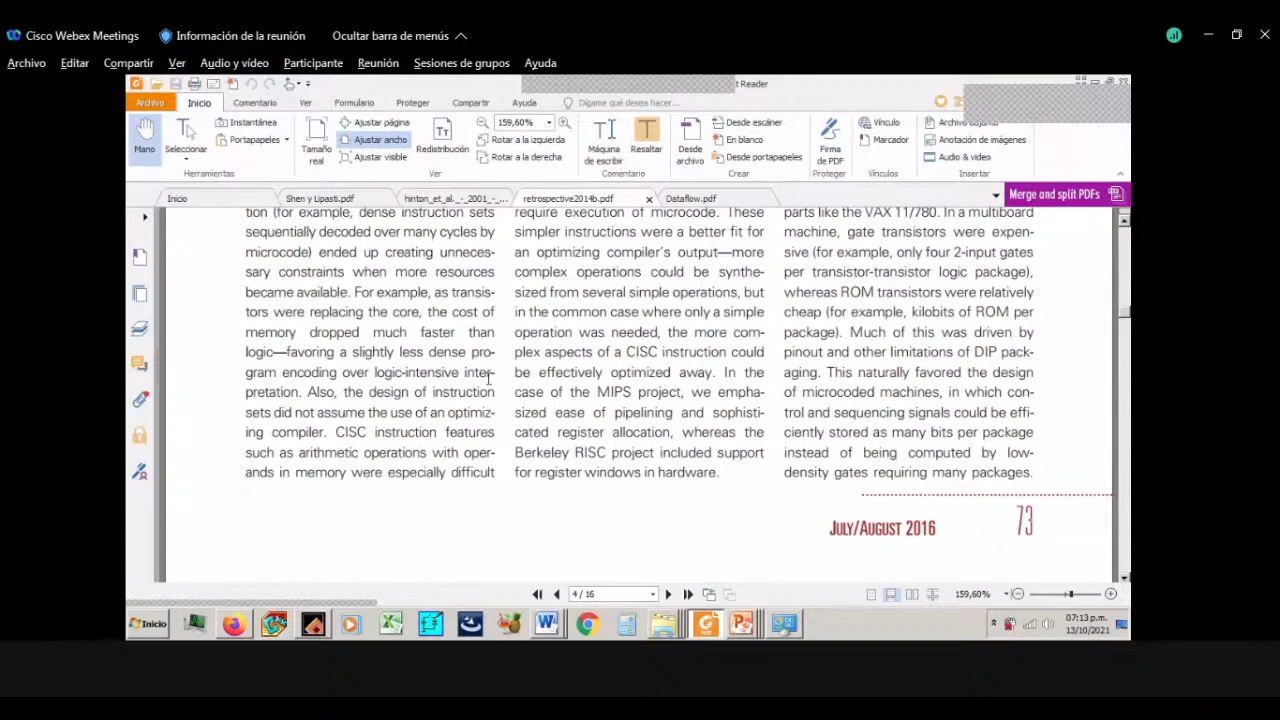 Cisco Webex Meetings
Información de la reunión
Ocultar barra de menús
Archivo Editar Compartir Ver Audio y vídeo Participante Reunión Sesiones de grupos Ayuda
t Reader
Archivo Inicio Comentario Ver Formulario Proteger Compartir Ayuda Dígame qué desea hacer...
Mano
Seleccionar
Instantánea
Portapapeles
Herramientas
Tamaño real
Ajustar página
Ajustar ancho
Ajustar visible
Redistribución
159,60%
Rotar a la izquierda
Rotar a la derecha
Ver
Máquina de escribir
Resaltar
Comentario
Desde archivo
Desde escáner
En blanco
Desde portapapeles
Crear
Firma de PDF
Proteger
Vínculo
Marcador
Vínculos
Archivo adjunto
Anotación de imágenes
Audio & video
Insertar
Inicio
Shen y Lipasti.pdf
hinton_et_al._-_2001_-_...
retrospective2014b.pdf
Dataflow.pdf
Merge and split PDFs
tion (for example, dense instruction sets
sequentially decoded over many cycles by
microcode) ended up creating unneces-
sary constraints when more resources
became available. For example, as transis-
tors were replacing the core, the cost of
memory dropped much faster than
logic—favoring a slightly less dense pro-
gram encoding over logic-intensive inter-
pretation. Also, the design of instruction
sets did not assume the use of an optimiz-
ing compiler. CISC instruction features
such as arithmetic operations with oper-
ands in memory were especially difficult
require execution of microcode. These
simpler instructions were a better fit for
an optimizing compiler's output—more
complex operations could be synthe-
sized from several simple operations, but
in the common case where only a simple
operation was needed, the more com-
plex aspects of a CISC instruction could
be effectively optimized away. In the
case of the MIPS project, we empha-
sized ease of pipelining and sophisti-
cated register allocation, whereas the
Berkeley RISC project included support
for register windows in hardware.
parts like the VAX 11/780. In a multiboard
machine, gate transistors were expen-
sive (for example, only four 2-input gates
per transistor-transistor logic package),
whereas ROM transistors were relatively
cheap (for example, kilobits of ROM per
package). Much of this was driven by
pinout and other limitations of DIP pack-
aging. This naturally favored the design
of microcoded machines, in which con-
trol and sequencing signals could be effi-
ciently stored as many bits per package
instead of being computed by low-
density gates requiring many packages.
JULY/AUGUST 2016 73
4 / 16
159,60%
Inicio
07:13 p.m.
13/10/2021